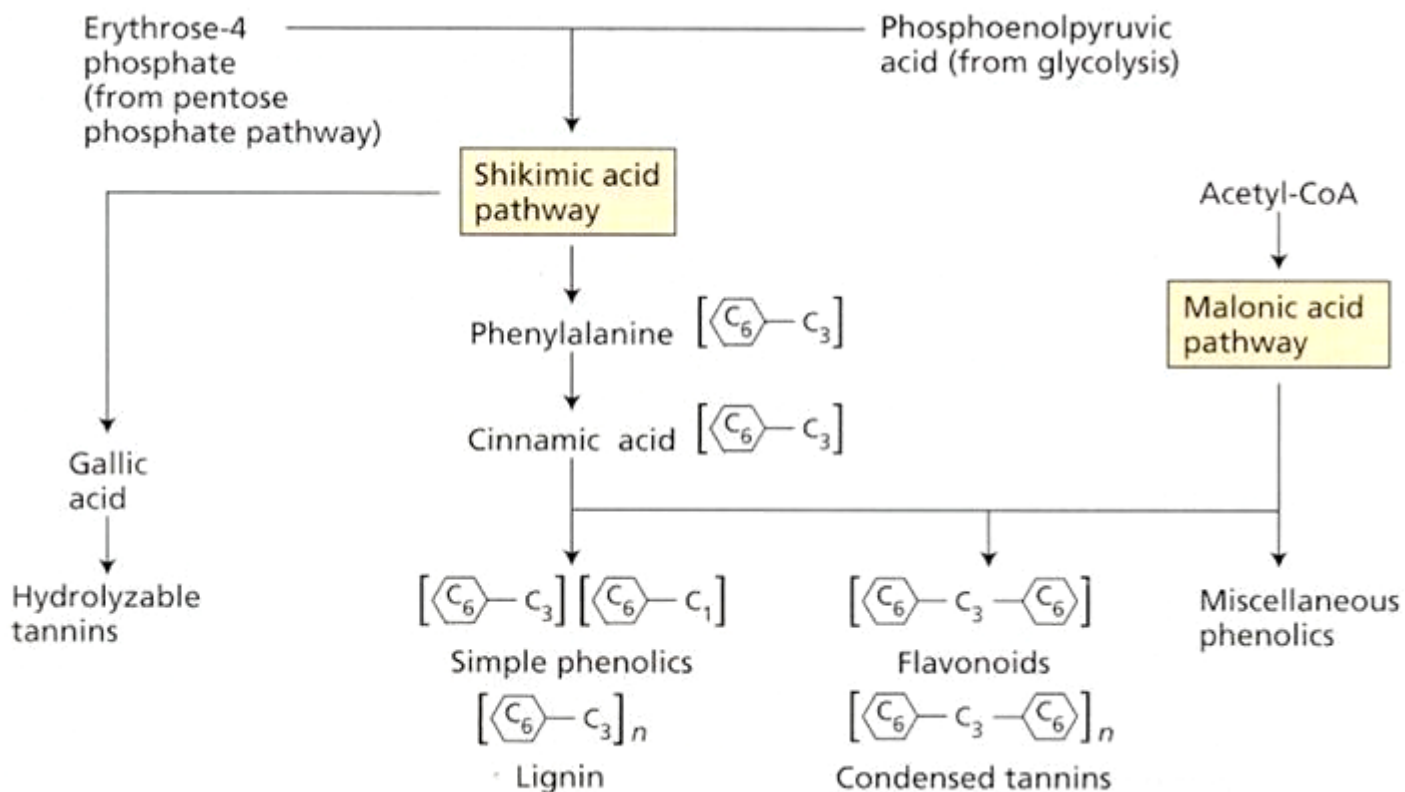 Erythrose-4
phosphate
(from pentose
phosphate pathway)
Phosphoenolpyruvic
acid (from glycolysis)
Shikimic acid
pathway
Acetyl-CoA
Malonic acid
pathway
Phenylalanine [C6 — C3]
Cinnamic acid [C6 — C3]
Gallic
acid
Hydrolyzable
tannins
[C6 — C3] [C6 — C1]
Simple phenolics
[C6 — C3]n
Lignin
[C6 — C3 — C6]
Flavonoids
[C6 — C3 — C6]n
Condensed tannins
Miscellaneous
phenolics